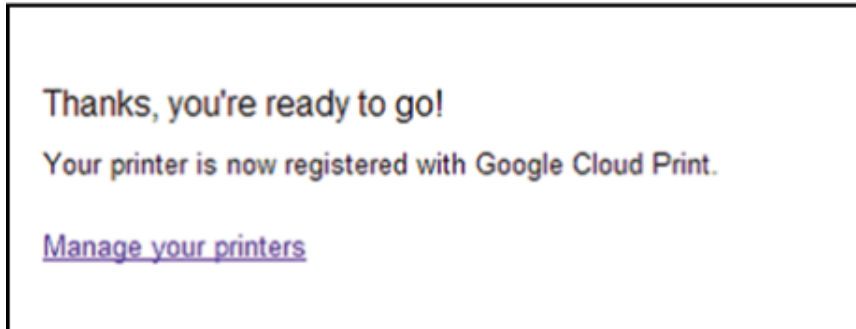 Thanks, you're ready to go!
Your printer is now registered with Google Cloud Print.
Manage your printers